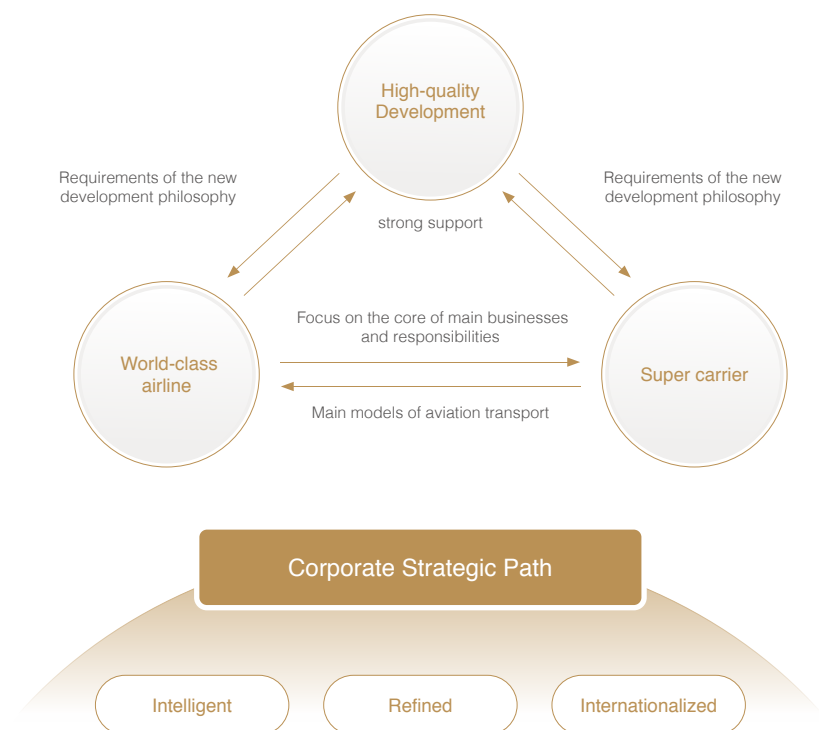 High-quality
Development
Requirements of the new
development philosophy
Requirements of the new
development philosophy
strong support
Focus on the core of main businesses
and responsibilities
World-class
airline
Super carrier
Main models of aviation transport
Corporate Strategic Path
Intelligent
Refined
Internationalized